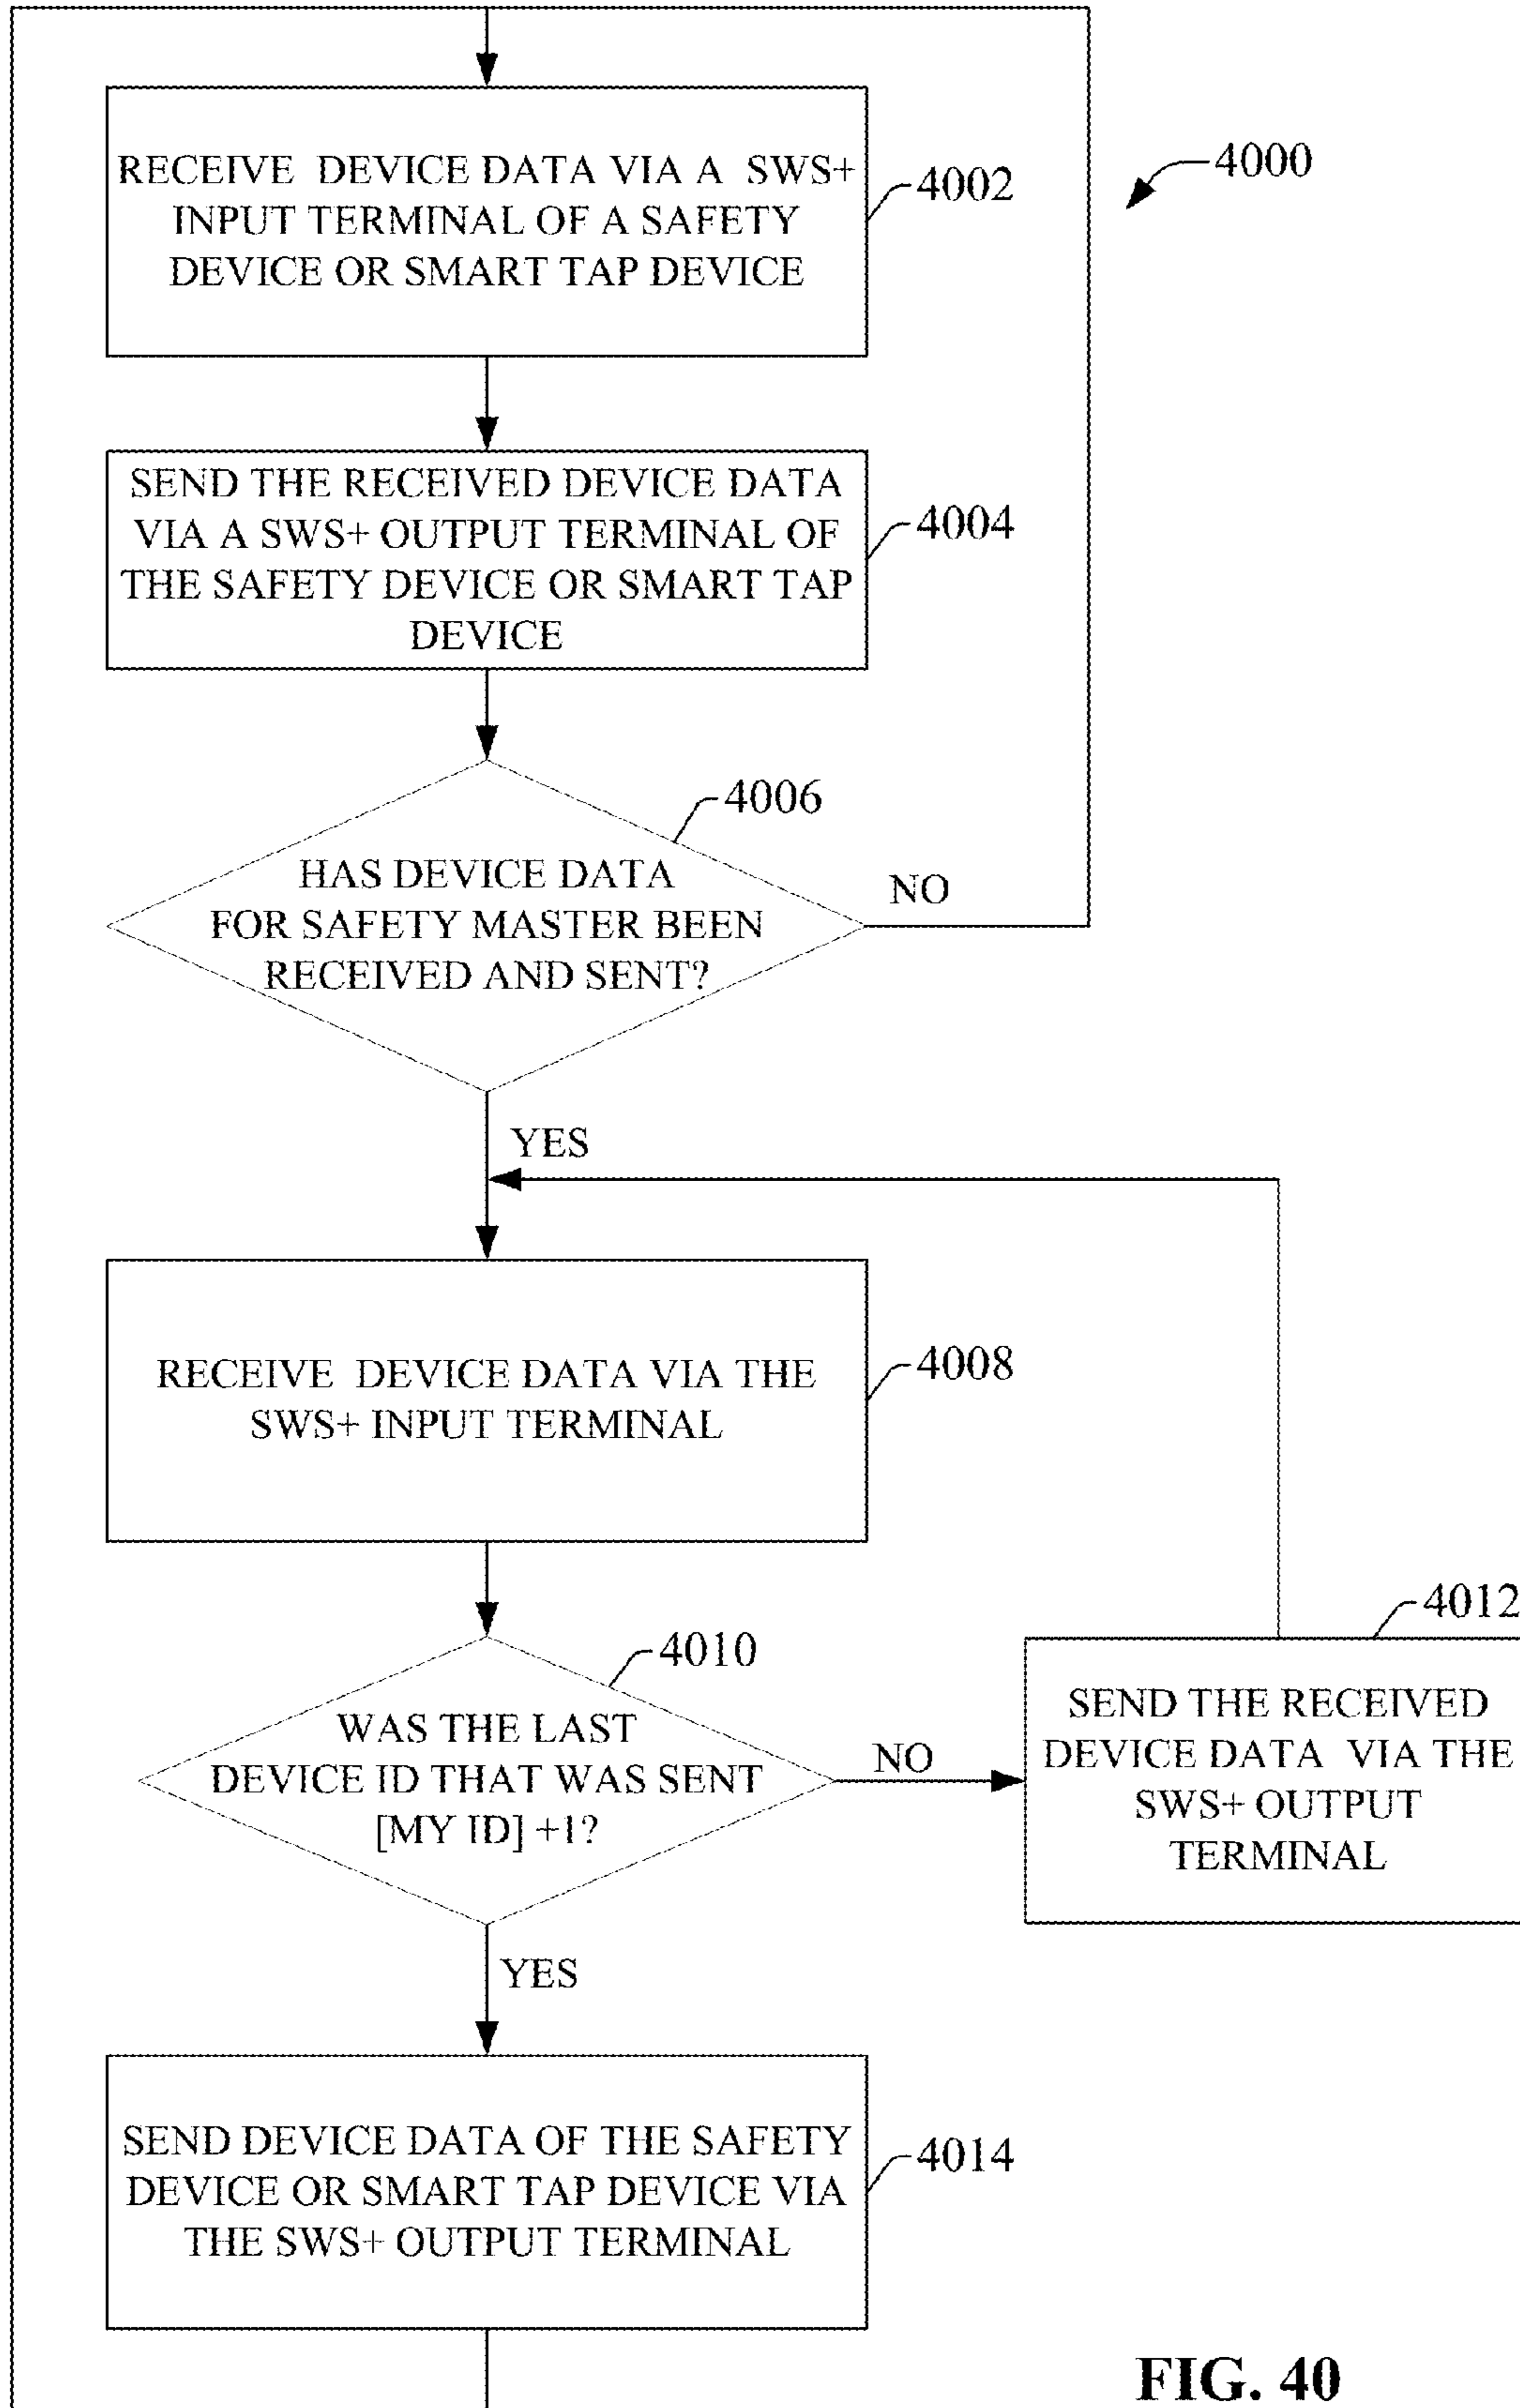 4000
RECEIVE DEVICE DATA VIA A SWS+
INPUT TERMINAL OF A SAFETY
DEVICE OR SMART TAP DEVICE
4002
SEND THE RECEIVED DEVICE DATA
VIA A SWS+ OUTPUT TERMINAL OF
THE SAFETY DEVICE OR SMART TAP
DEVICE
4004
4006
HAS DEVICE DATA
FOR SAFETY MASTER BEEN
RECEIVED AND SENT?
NO
YES
RECEIVE DEVICE DATA VIA THE
SWS+ INPUT TERMINAL
4008
4010
WAS THE LAST
DEVICE ID THAT WAS SENT
[MY ID] +1?
NO
4012
SEND THE RECEIVED
DEVICE DATA VIA THE
SWS+ OUTPUT
TERMINAL
YES
SEND DEVICE DATA OF THE SAFETY
DEVICE OR SMART TAP DEVICE VIA
THE SWS+ OUTPUT TERMINAL
4014
FIG. 40